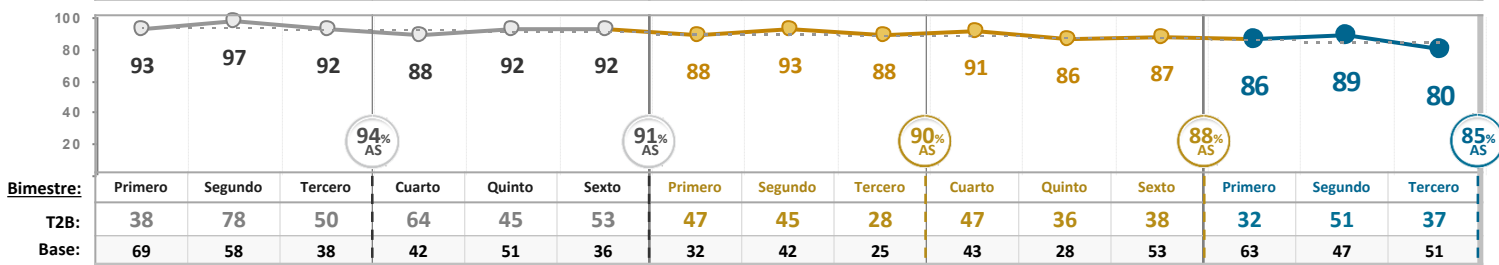 100
80
60
40
20
93 97 92 88 92 92 88 93 88 91 86 87 86 89 80
94% AS 91% AS 90% AS 88% AS 85% AS
Bimestre: Primero Segundo Tercero Cuarto Quinto Sexto Primero Segundo Tercero Cuarto Quinto Sexto Primero Segundo Tercero
T2B: 38 78 50 64 45 53 47 45 28 47 36 38 32 51 37
Base: 69 58 38 42 51 36 32 42 25 43 28 53 63 47 51